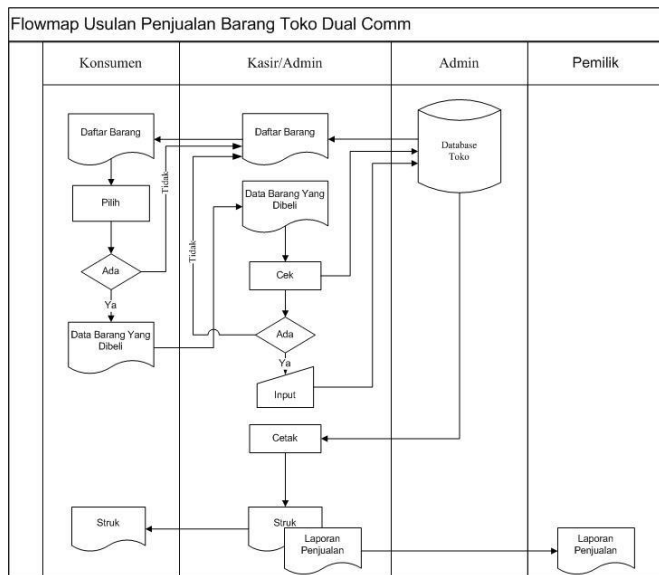 Flowmap Usulan Penjualan Barang Toko Dual Comm
Konsumen
Kasir/Admin
Admin
Pemilik
Daftar Barang
Daftar Barang
Database
Toko
Tidak
Pilih
Data Barang Yang
Dibeli
Tidak
Ada
Cek
Ya
Data Barang Yang
Dibeli
Ada
Ya
Input
Cetak
Struk
Struk
Laporan
Penjualan
Laporan
Penjualan